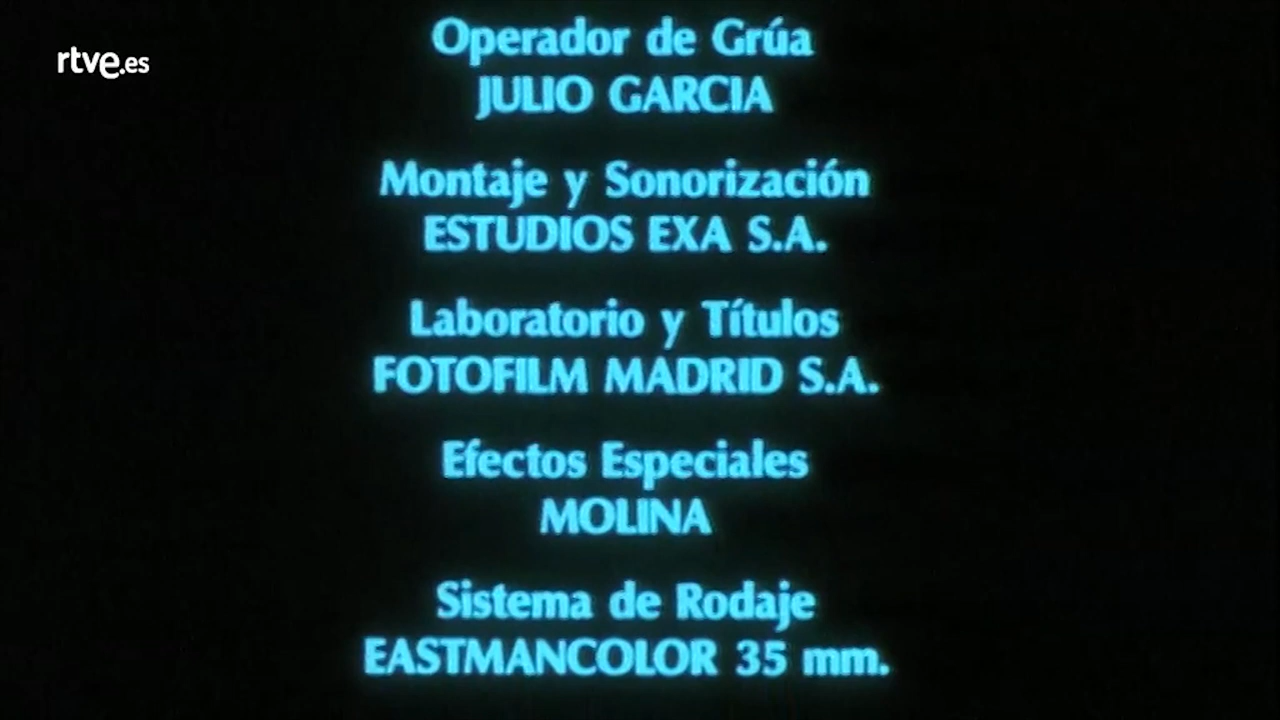 rtve.es
Operador de Grúa
JULIO GARCIA
Montaje y Sonorización
ESTUDIOS EXA S.A.
Laboratorio y Títulos
FOTOFILM MADRID S.A.
Efectos Especiales
MOLINA
Sistema de Rodaje
EASTMANCOLOR 35 mm.